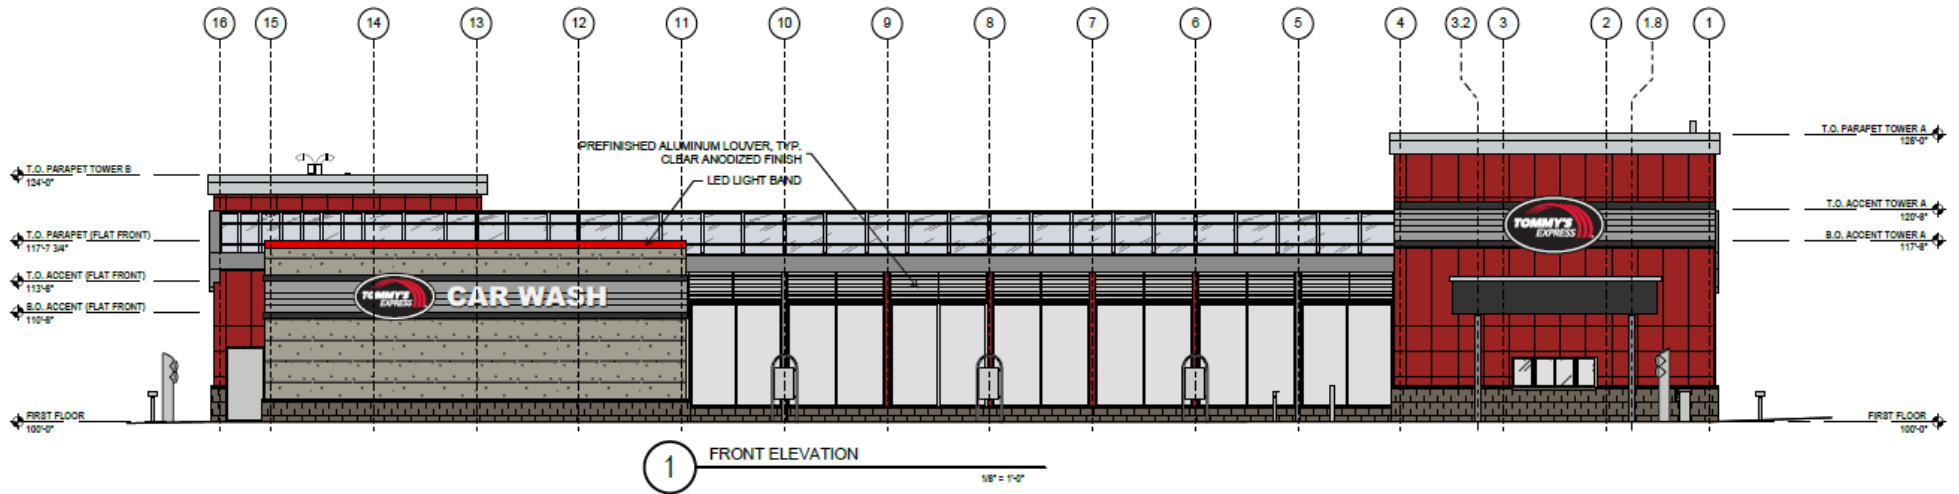 16 15 14 13 12 11 10 9 8 7 6 5 4 3.2 3 2 1.8 1
PREFINISHED ALUMINUM LOUVER, TYP.
CLEAR ANODIZED FINISH
LED LIGHT BAND
T.O. PARAPET TOWER B
124'-0"
T.O. PARAPET (FLAT FRONT)
117'-7 3/4"
T.O. ACCENT (FLAT FRONT)
113'-6"
B.O. ACCENT (FLAT FRONT)
110'-6"
FIRST FLOOR
100'-0"
TOMMY'S
EXPRESS
CAR WASH
TOMMY'S
EXPRESS
T.O. PARAPET TOWER A
128'-0"
T.O. ACCENT TOWER A
120'-8"
B.O. ACCENT TOWER A
117'-8"
FIRST FLOOR
100'-0"
1
FRONT ELEVATION
1/8" = 1'-0"